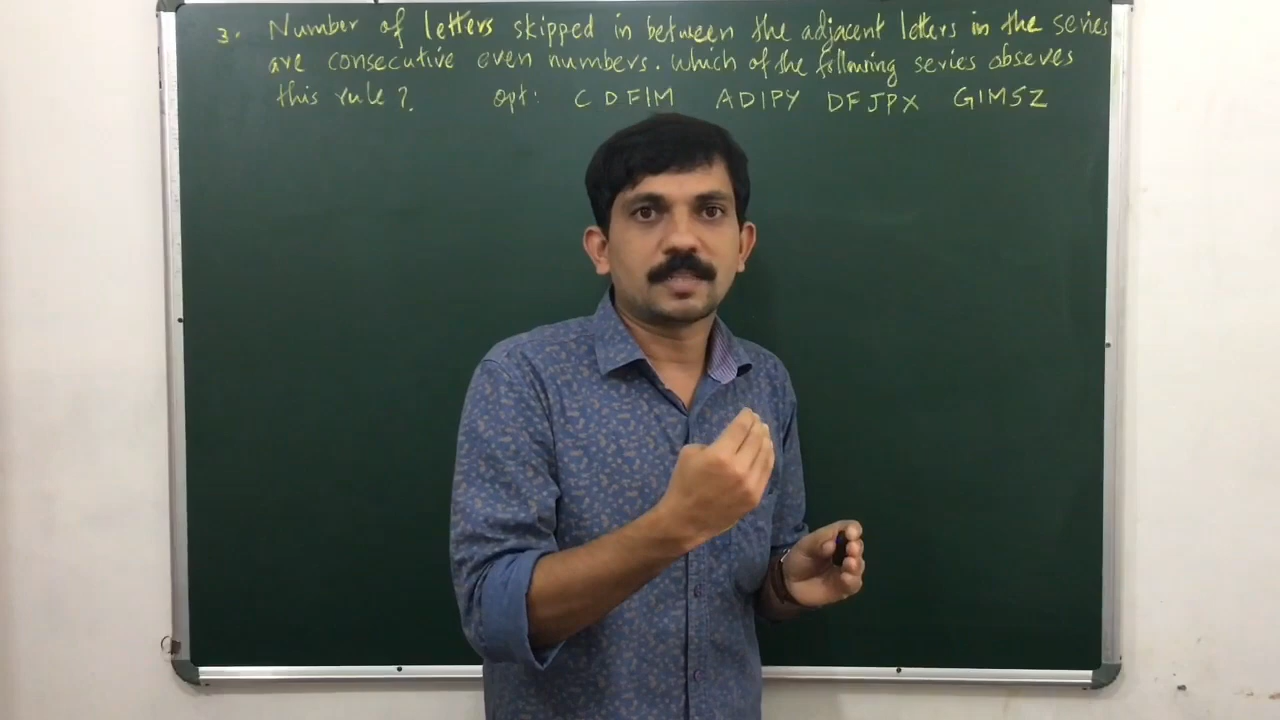 3. Number of letters skipped in between the adjacent letters in the series
are consecutive even numbers. Which of the following series obseves
this rule? Opt: CDFIM ADIPY DFJPX GIMSZ